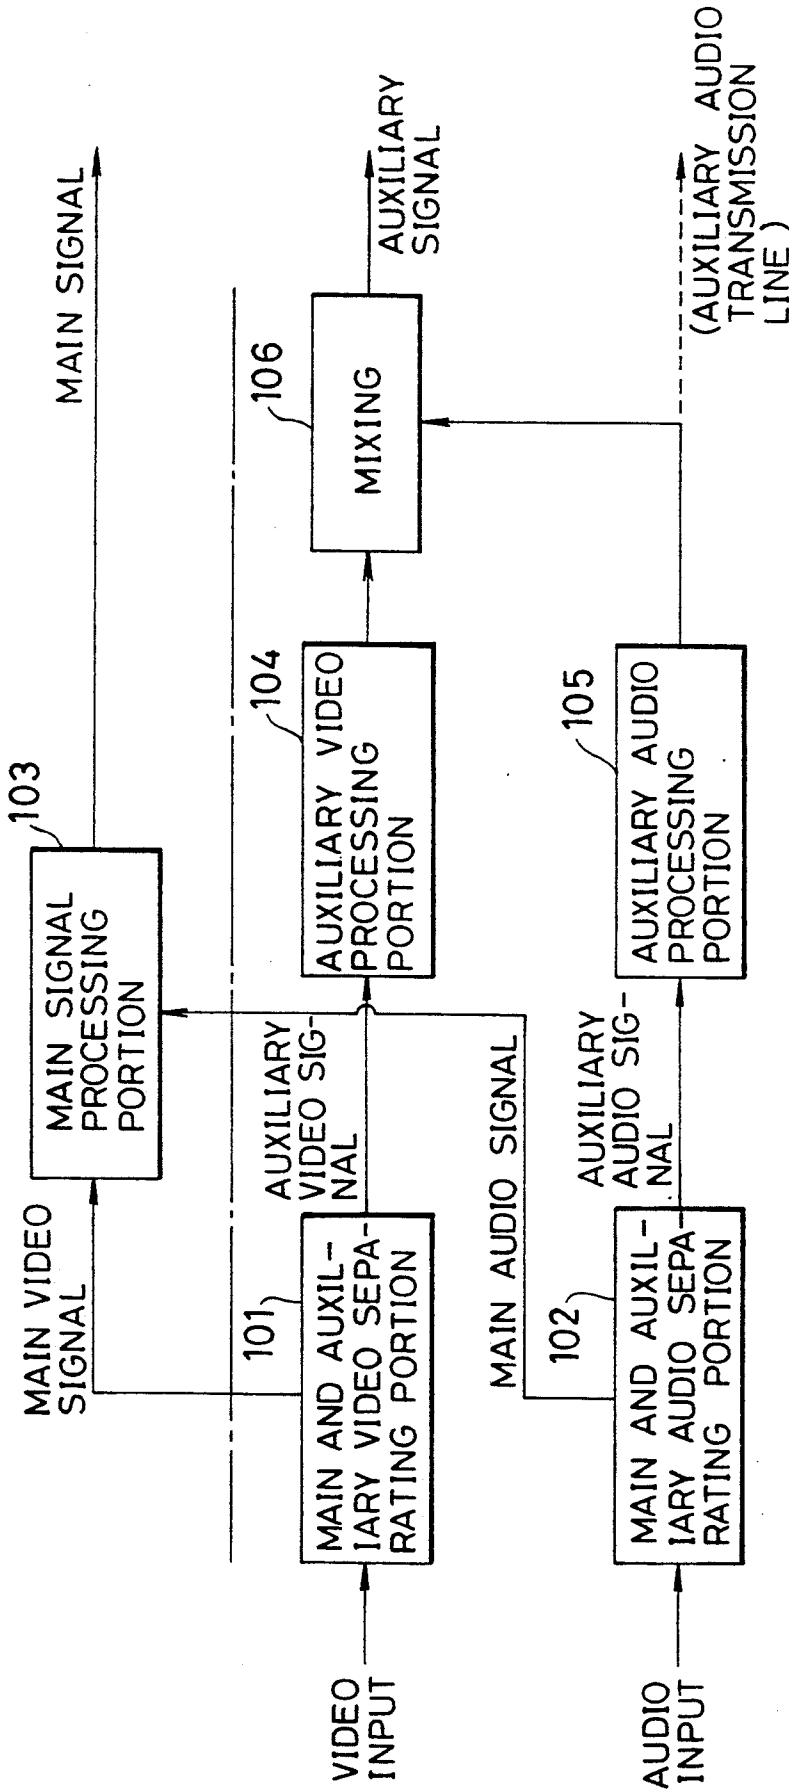 MAIN VIDEO
SIGNAL
103
MAIN SIGNAL
PROCESSING
PORTION
MAIN SIGNAL
VIDEO
INPUT
101
MAIN AND AUXIL-
IARY VIDEO SEPA-
RATING PORTION
AUXILIARY
VIDEO SIG-
NAL
104
AUXILIARY VIDEO
PROCESSING
PORTION
106
MIXING
AUXILIARY
SIGNAL
MAIN AUDIO SIGNAL
AUDIO
INPUT
102
MAIN AND AUXIL-
IARY AUDIO SEPA-
RATING PORTION
AUXILIARY
AUDIO SIG-
NAL
105
AUXILIARY AUDIO
PROCESSING
PORTION
(AUXILIARY AUDIO
TRANSMISSION
LINE)